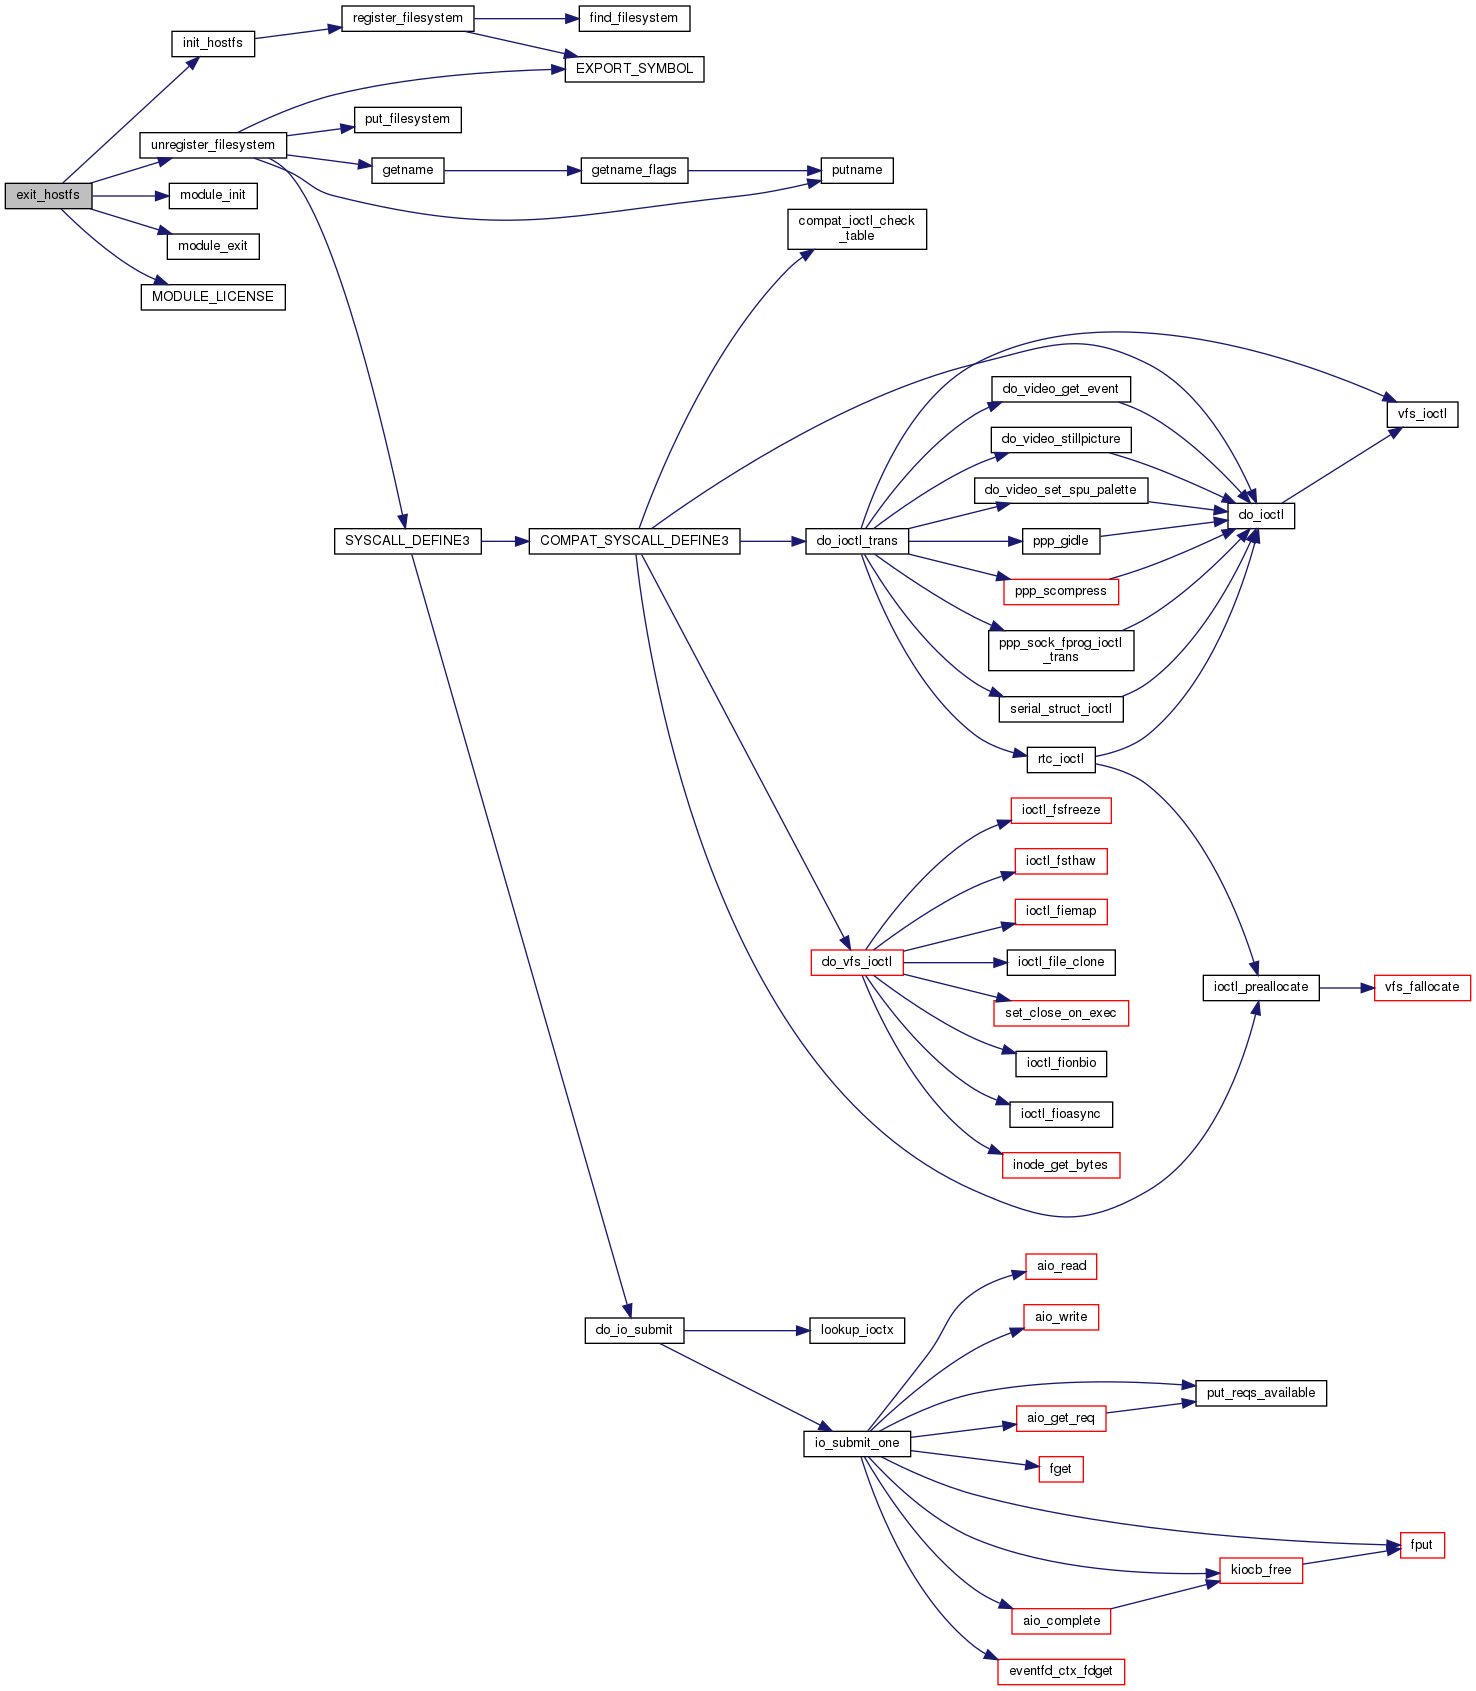 register_filesystem
find_filesystem
init_hostfs
EXPORT_SYMBOL
put_filesystem
unregister_filesystem
getname
getname_flags
putname
exit_hostfs
module_init
compat_ioctl_check
_table
module_exit
MODULE_LICENSE
do_video_get_event
vfs_ioctl
do_video_stillpicture
do_video_set_spu_palette
do_ioctl
SYSCALL_DEFINE3
COMPAT_SYSCALL_DEFINE3
do_ioctl_trans
ppp_gidle
ppp_scompress
ppp_sock_fprog_ioctl
_trans
serial_struct_ioctl
rtc_ioctl
ioctl_fsfreeze
ioctl_fsthaw
ioctl_fiemap
do_vfs_ioctl
ioctl_file_clone
ioctl_preallocate
vfs_fallocate
set_close_on_exec
ioctl_fionbio
ioctl_fioasync
inode_get_bytes
aio_read
aio_write
do_io_submit
lookup_ioctx
put_reqs_available
aio_get_req
io_submit_one
fget
fput
kiocb_free
aio_complete
eventfd_ctx_fdget